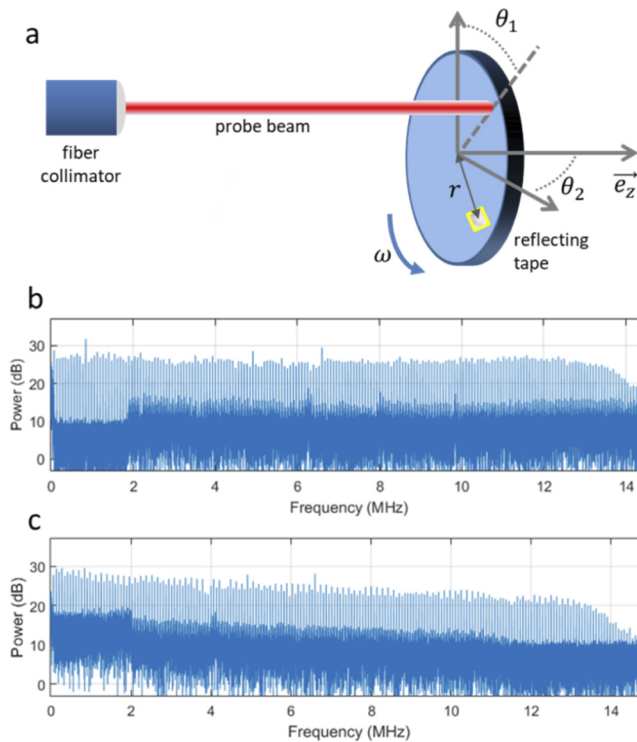 a
θ₁
probe beam
fiber
collimator
r
e_z
θ₂
ω
reflecting
tape
b
Power (dB)
30
20
10
0
0 2 4 6 8 10 12 14
Frequency (MHz)
c
Power (dB)
30
20
10
0
0 2 4 6 8 10 12 14
Frequency (MHz)